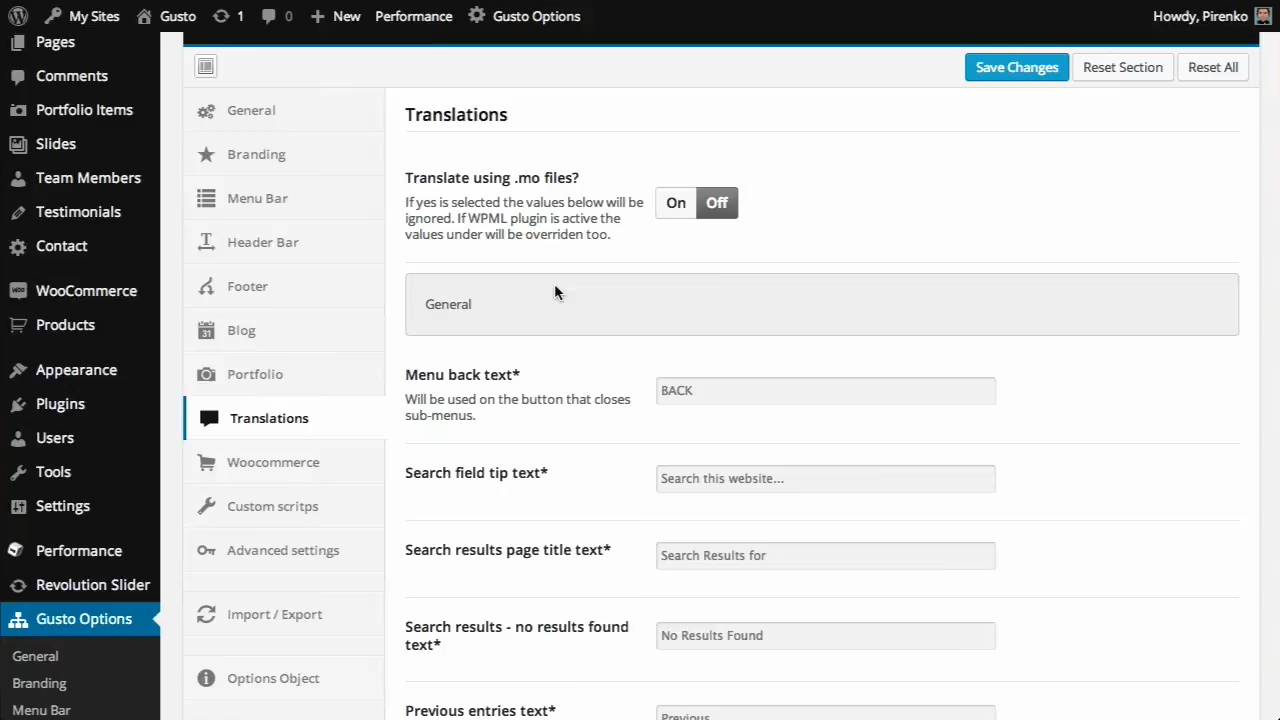 My Sites Gusto 1 0 New Performance Gusto Options Howdy, Pirenko
Pages
Comments
Portfolio Items
Slides
Team Members
Testimonials
Contact
WooCommerce
Products
Appearance
Plugins
Users
Tools
Settings
Performance
Revolution Slider
Gusto Options
General
Branding
Menu Bar
Save Changes Reset Section Reset All
General
Branding
Menu Bar
Header Bar
Footer
Blog
Portfolio
Translations
Woocommerce
Custom scritps
Advanced settings
Import / Export
Options Object
Translations
Translate using .mo files?
If yes is selected the values below will be
ignored. If WPML plugin is active the
values under will be overriden too.
On Off
General
Menu back text*
Will be used on the button that closes
sub-menus.
BACK
Search field tip text*
Search this website...
Search results page title text*
Search Results for
Search results - no results found
text*
No Results Found
Previous entries text*
Previous